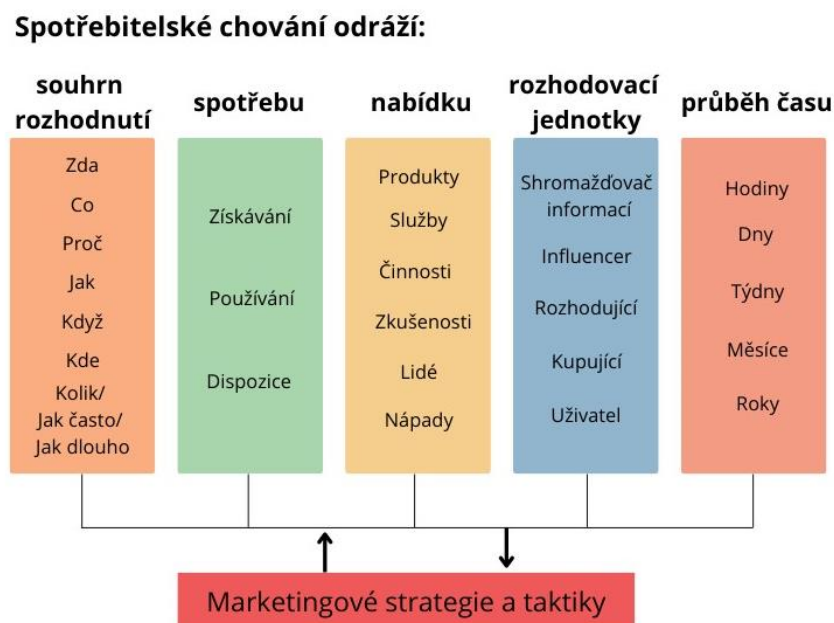 Spotřebitelské chování odráží:
souhrn
rozhodnutí
Zda
Co
Proč
Jak
Když
Kde
Kolik/
Jak často/
Jak dlouho
spotřebu
Získávání
Používání
Dispozice
nabídku
Produkty
Služby
Činnosti
Zkušenosti
Lidé
Nápady
rozhodovací
jednotky
Shromažďovač
informací
Influencer
Rozhodující
Kupující
Uživatel
průběh času
Hodiny
Dny
Týdny
Měsíce
Roky
Marketingové strategie a taktiky